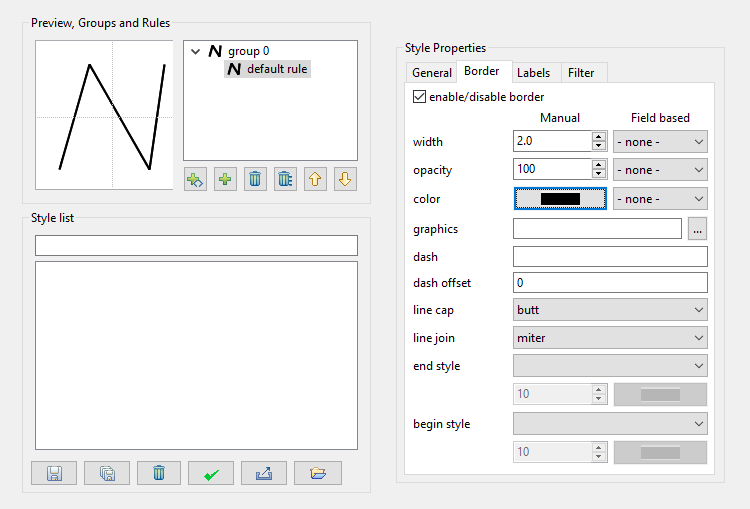 Preview, Groups and Rules
group 0
default rule
Style list
Style Properties
General Border Labels Filter
enable/disable border
Manual Field based
width 2.0 - none -
opacity 100 - none -
color - none -
graphics ...
dash
dash offset 0
line cap butt
line join miter
end style
10
begin style
10